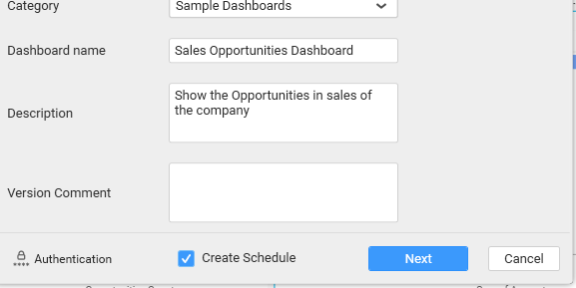 Category
Sample Dashboards
Dashboard name
Sales Opportunities Dashboard
Description
Show the Opportunities in sales of
the company
Version Comment
Authentication
Create Schedule
Next
Cancel